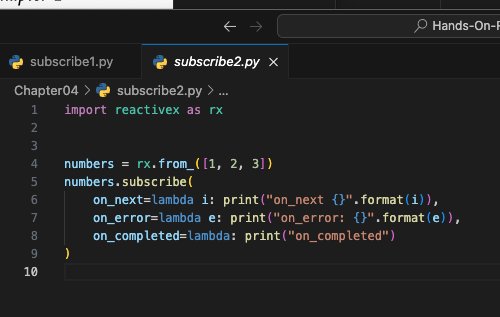 Hands-On-R
subscribe1.py
subscribe2.py
Chapter04 > subscribe2.py > ...
1 import reactivex as rx
2
3
4 numbers = rx.from_([1, 2, 3])
5 numbers.subscribe(
6     on_next=lambda i: print("on_next {}".format(i)),
7     on_error=lambda e: print("on_error: {}".format(e)),
8     on_completed=lambda: print("on_completed")
9 )
10